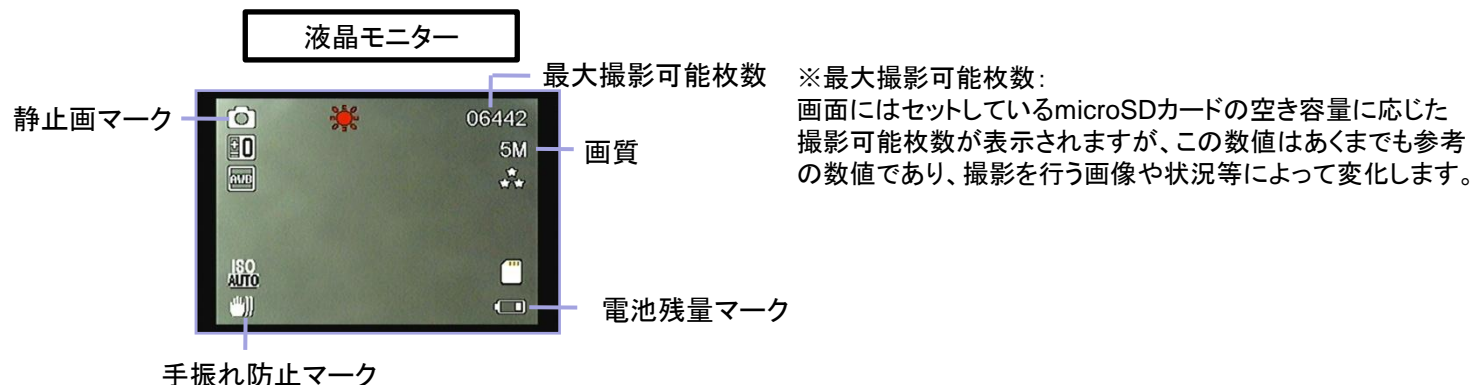 液晶モニター
最大撮影可能枚数
静止画マーク
06442
±0
5M
画質
AWB
ISO
AUTO
電池残量マーク
手振れ防止マーク
※最大撮影可能枚数:
画面にはセットしているmicroSDカードの空き容量に応じた
撮影可能枚数が表示されますが、この数値はあくまでも参考
の数値であり、撮影を行う画像や状況等によって変化します。